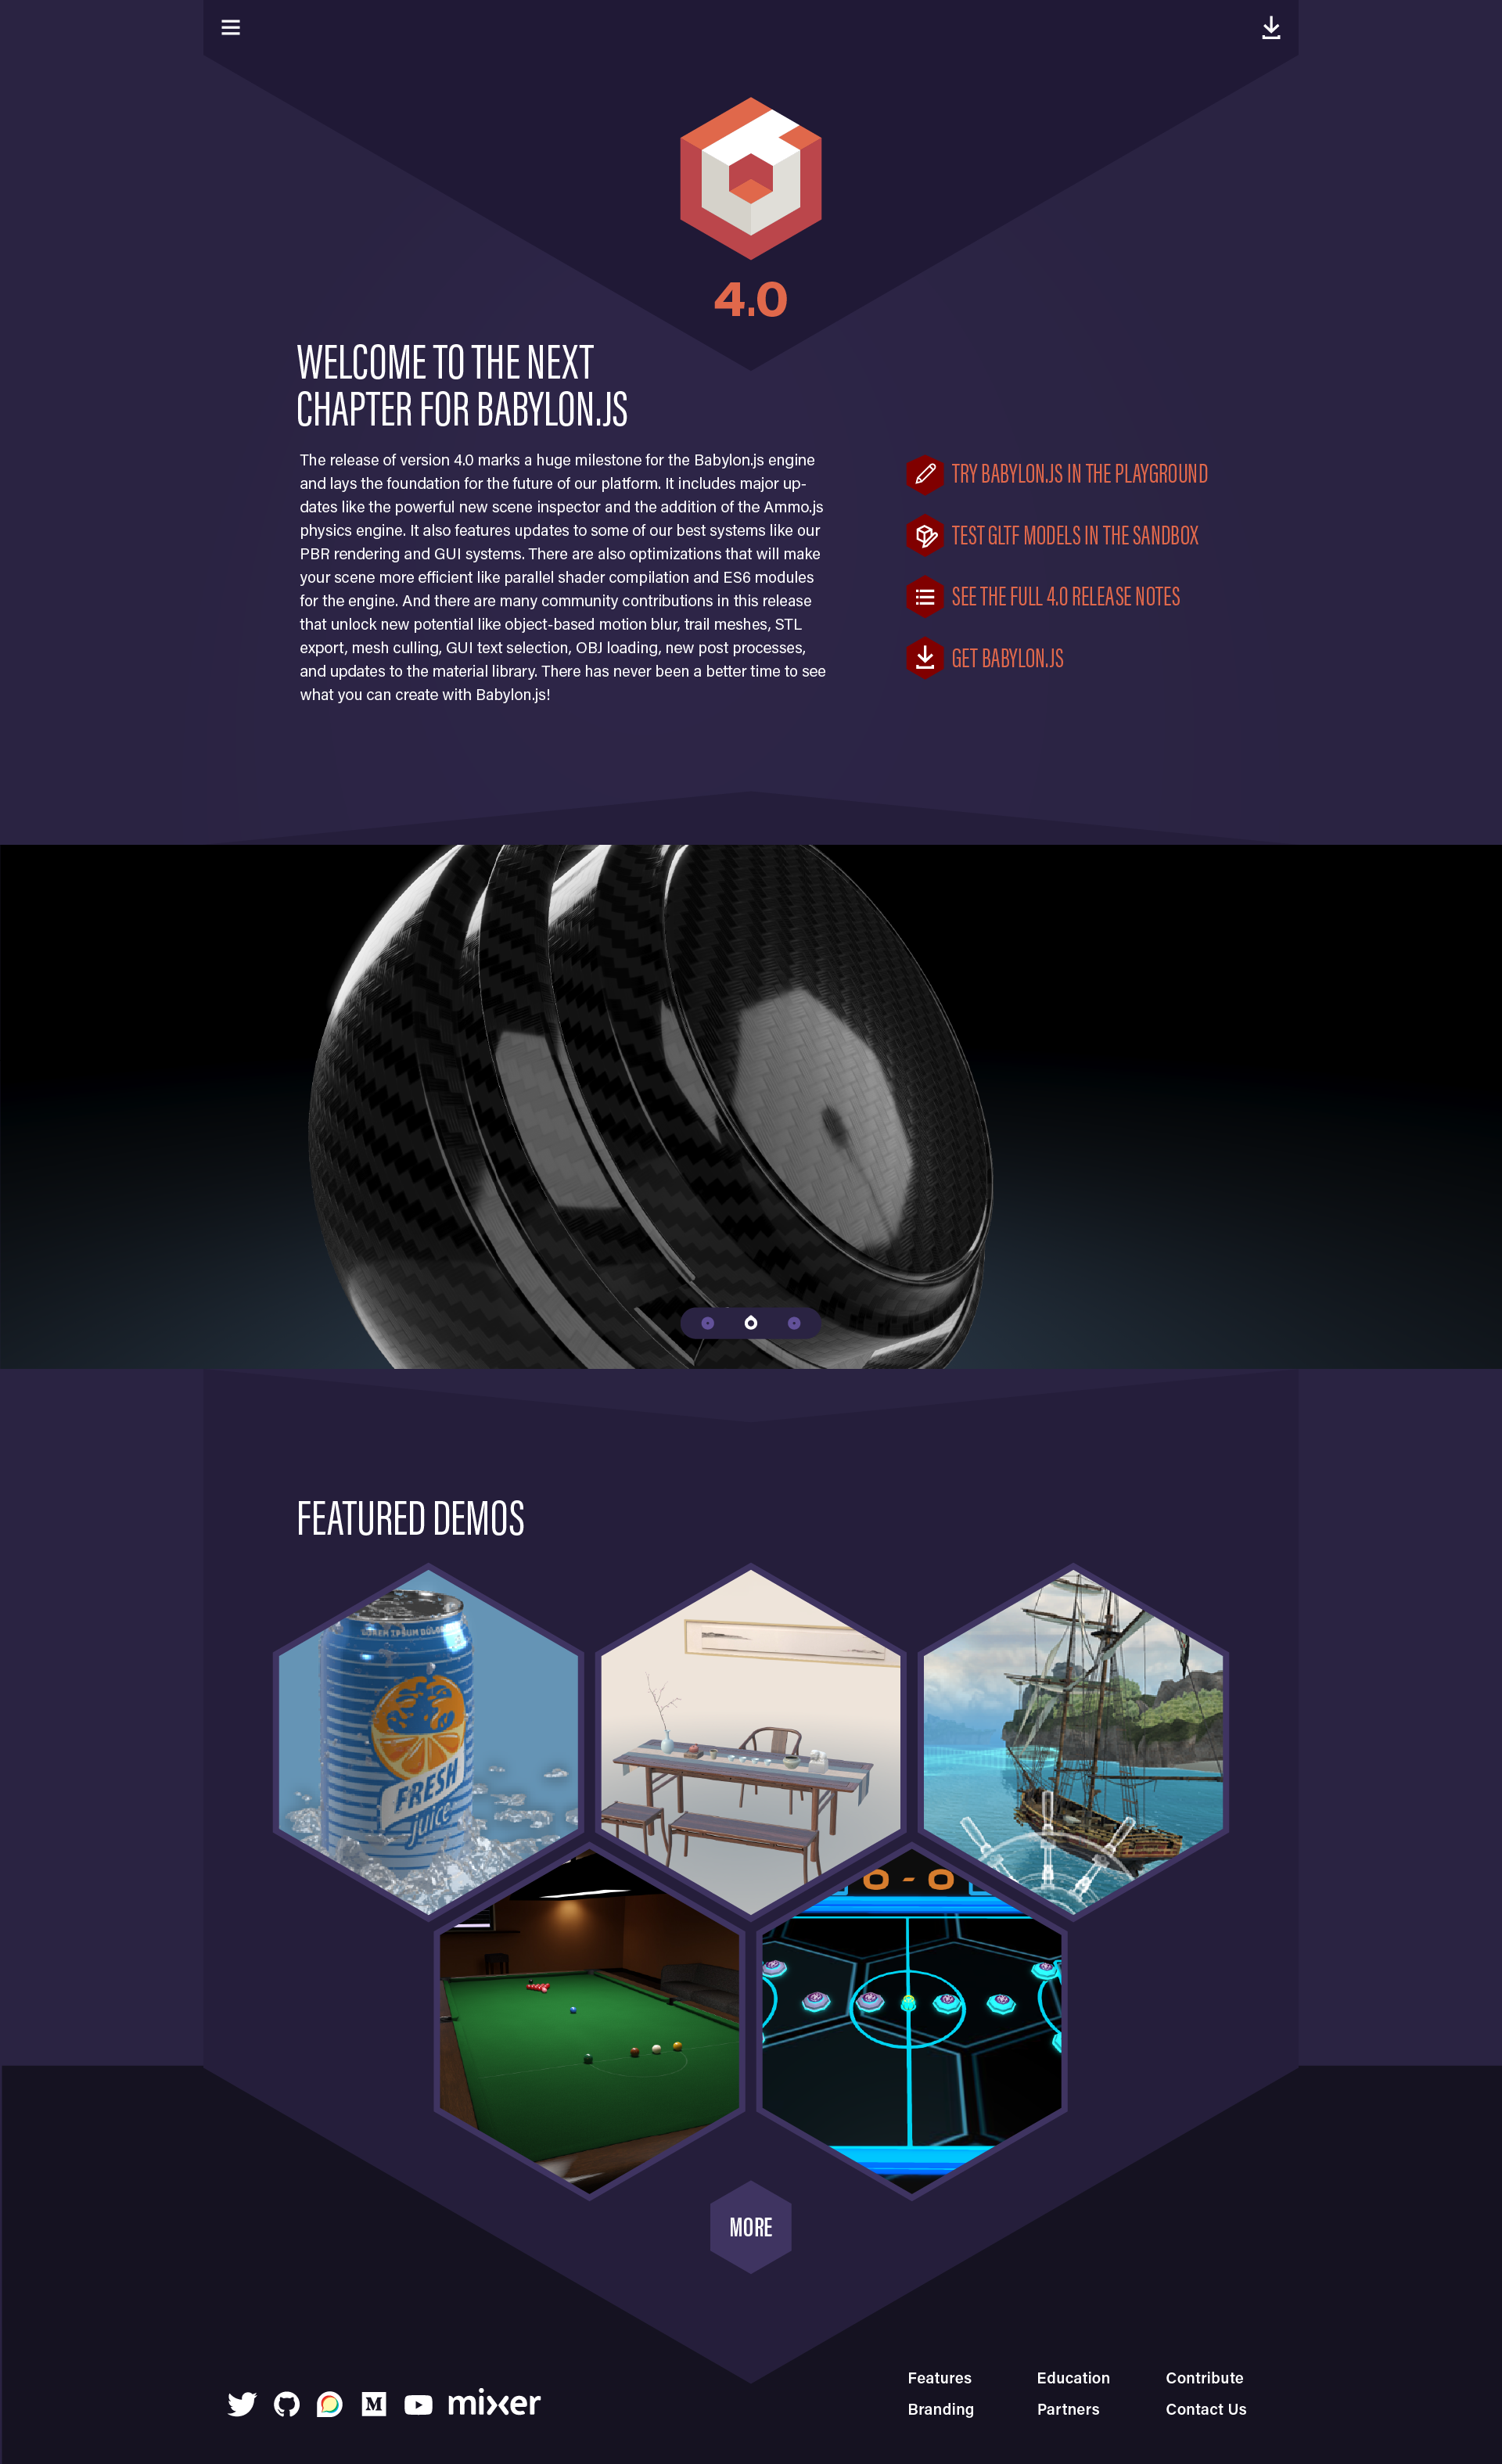 4.0
WELCOME TO THE NEXT
CHAPTER FOR BABYLON.JS
The release of version 4.0 marks a huge milestone for the Babylon.js engine
and lays the foundation for the future of our platform. It includes major up-
dates like the powerful new scene inspector and the addition of the Ammo.js
physics engine. It also features updates to some of our best systems like our
PBR rendering and GUI systems. There are also optimizations that will make
your scene more efficient like parallel shader compilation and ES6 modules
for the engine. And there are many community contributions in this release
that unlock new potential like object-based motion blur, trail meshes, STL
export, mesh culling, GUI text selection, OBJ loading, new post processes,
and updates to the material library. There has never been a better time to see
what you can create with Babylon.js!
TRY BABYLON.JS IN THE PLAYGROUND
TEST GLTF MODELS IN THE SANDBOX
SEE THE FULL 4.0 RELEASE NOTES
GET BABYLON.JS
FEATURED DEMOS
LOREM IPSUM DOLOR
FRESH
juice
0 - 0
MORE
M
mixer
Features
Education
Contribute
Branding
Partners
Contact Us